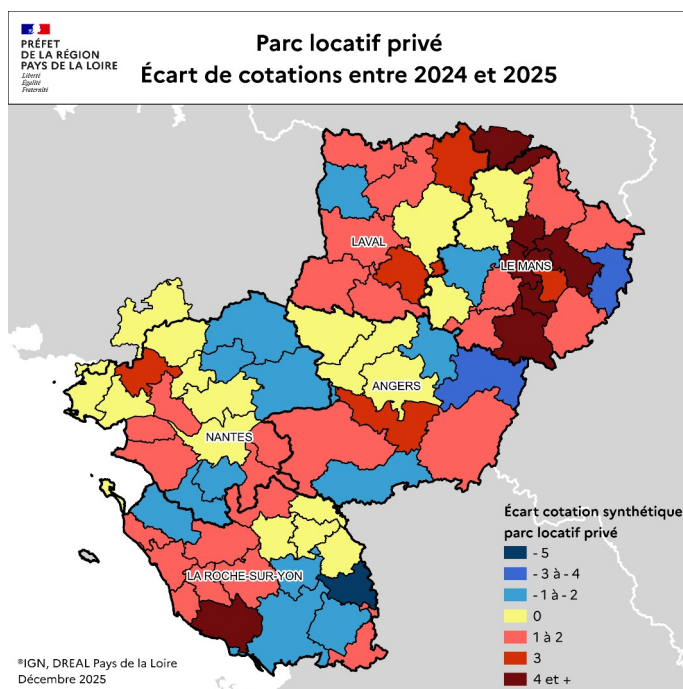 PRÉFET
DE LA RÉGION
PAYS DE LA LOIRE
Liberté
Égalité
Fraternité
Parc locatif privé
Écart de cotations entre 2024 et 2025
LAVAL
LE MANS
ANGERS
NANTES
LA ROCHE-SUR-YON
Écart cotation synthétique
parc locatif privé
- 5
- 3 à - 4
- 1 à - 2
0
1 à 2
3
4 et +
®IGN, DREAL Pays de la Loire
Décembre 2025